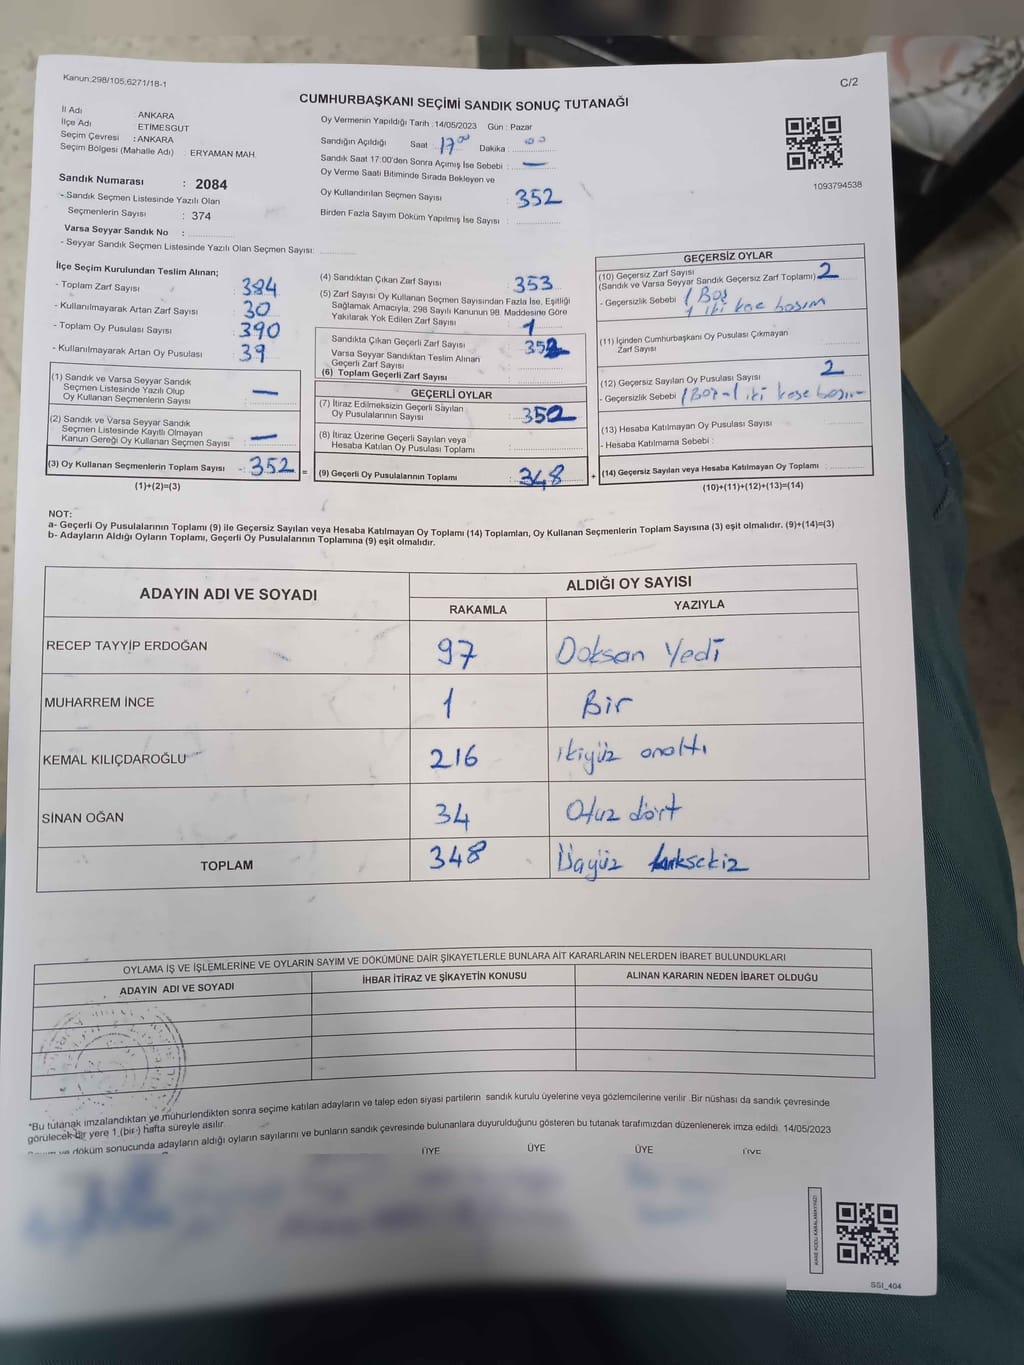 Kanun.298/105,6271/18-1
C/2
CUMHURBAŞKANI SEÇİMİ SANDIK SONUÇ TUTANAĞI
İl Adı : ANKARA
İlçe Adı : ETİMESGUT
Seçim Çevresi : ANKARA
Seçim Bölgesi (Mahalle Adı) : ERYAMAN MAH.
Sandık Numarası : 2084
- Sandık Seçmen Listesinde Yazılı Olan
Seçmenlerin Sayısı : 374
Varsa Seyyar Sandık No :
- Seyyar Sandık Seçmen Listesinde Yazılı Olan Seçmen Sayısı:
Oy Vermenin Yapıldığı Tarih : 14/05/2023 Gün : Pazar
Sandığın Açıldığı Saat : 17 00 Dakika : 00
Sandık Saat 17:00'den Sonra Açımış İse Sebebi : —
Oy Verme Saati Bitiminde Sırada Bekleyen ve
Oy Kullandırılan Seçmen Sayısı : 352
Birden Fazla Sayım Döküm Yapılmış İse Sayısı :
1093794538
İlçe Seçim Kurulundan Teslim Alınan;
- Toplam Zarf Sayısı : 384
- Kullanılmayarak Artan Zarf Sayısı : 30
- Toplam Oy Pusulası Sayısı : 390
- Kullanılmayarak Artan Oy Pusulası : 39
(1) Sandık ve Varsa Seyyar Sandık
Seçmen Listesinde Yazılı Olup
Oy Kullanan Seçmenlerin Sayısı : —
(2) Sandık ve Varsa Seyyar Sandık
Seçmen Listesinde Kayıtlı Olmayan
Kanun Gereği Oy Kullanan Seçmen Sayısı : —
(3) Oy Kullanan Seçmenlerin Toplam Sayısı : 352
(1)+(2)=(3)
=
(4) Sandıktan Çıkan Zarf Sayısı : 353
(5) Zarf Sayısı Oy Kullanan Seçmen Sayısından Fazla İse, Eşitliği
Sağlamak Amacıyla, 298 Sayılı Kanunun 98. Maddesine Göre
Yakılarak Yok Edilen Zarf Sayısı : 1
Sandıkta Çıkan Geçerli Zarf Sayısı : 352
Varsa Seyyar Sandıktan Teslim Alınan
Geçerli Zarf Sayısı :
(6) Toplam Geçerli Zarf Sayısı :
GEÇERLİ OYLAR
(7) İtiraz Edilmeksizin Geçerli Sayılan
Oy Pusulalarının Sayısı : 352
(8) İtiraz Üzerine Geçerli Sayılan veya
Hesaba Katılan Oy Pusulası Toplamı :
(9) Geçerli Oy Pusulalarının Toplamı : 348
+
GEÇERSİZ OYLAR
(10) Geçersiz Zarf Sayısı
(Sandık ve Varsa Seyyar Sandık Geçersiz Zarf Toplamı) : 2
- Geçersizlik Sebebi : 1 Boş
1 iki kaç basım
(11) İçinden Cumhurbaşkanı Oy Pusulası Çıkmayan
Zarf Sayısı :
(12) Geçersiz Sayılan Oy Pusulası Sayısı : 2
- Geçersizlik Sebebi : 1 Boş-1 iki kaşe basım
(13) Hesaba Katılmayan Oy Pusulası Sayısı :
- Hesaba Katılmama Sebebi :
(14) Geçersiz Sayılan veya Hesaba Katılmayan Oy Toplamı :
(10)+(11)+(12)+(13)=(14)
NOT:
a- Geçerli Oy Pusulalarının Toplamı (9) ile Geçersiz Sayılan veya Hesaba Katılmayan Oy Toplamı (14) Toplamları, Oy Kullanan Seçmenlerin Toplam Sayısına (3) eşit olmalıdır. (9)+(14)=(3)
b- Adayların Aldığı Oyların Toplamı, Geçerli Oy Pusulalarının Toplamına (9) eşit olmalıdır.
ADAYIN ADI VE SOYADI
ALDIĞI OY SAYISI
RAKAMLA
YAZIYLA
RECEP TAYYİP ERDOĞAN 97 Doksan Yedi
MUHARREM İNCE 1 Bir
KEMAL KILIÇDAROĞLU 216 ikiyüz onaltı
SİNAN OĞAN 34 Otuz dört
TOPLAM 348 Üçyüz kırksekiz
OYLAMA İŞ VE İŞLEMLERİNE VE OYLARIN SAYIM VE DÖKÜMÜNE DAİR ŞİKAYETLERLE BUNLARA AİT KARARLARIN NELERDEN İBARET BULUNDUKLARI
ADAYIN ADI VE SOYADI
İHBAR İTİRAZ VE ŞİKAYETİN KONUSU
ALINAN KARARIN NEDEN İBARET OLDUĞU
*Bu tutanak imzalandıktan ve mühürlendikten sonra seçime katılan adayların ve talep eden siyasi partilerin sandık kurulu üyelerine veya gözlemcilerine verilir. Bir nüshası da sandık çevresinde
görülecek bir yere 1 (bir) hafta süreyle asılır.
ve döküm sonucunda adayların aldığı oyların sayılarını ve bunların sandık çevresinde bulunanlara duyurulduğunu gösteren bu tutanak tarafımızdan düzenlenerek imza edildi. 14/05/2023
ÜYE
ÜYE
ÜYE
ÜYE
KARE KODU KARALAMAYINIZ!
SSI_404